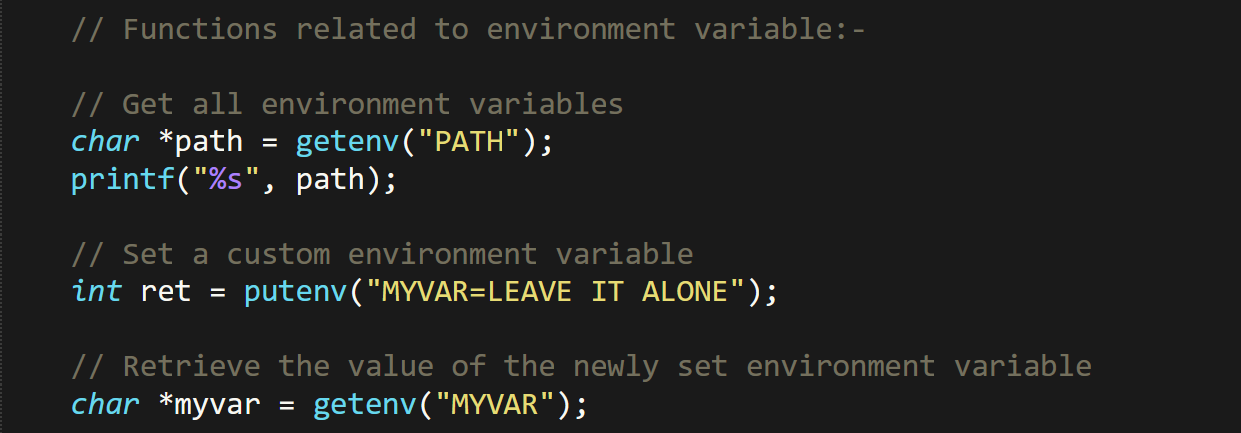 // Functions related to environment variable:-
// Get all environment variables
char *path = getenv("PATH");
printf("%s", path);
// Set a custom environment variable
int ret = putenv("MYVAR=LEAVE IT ALONE");
// Retrieve the value of the newly set environment variable
char *myvar = getenv("MYVAR");